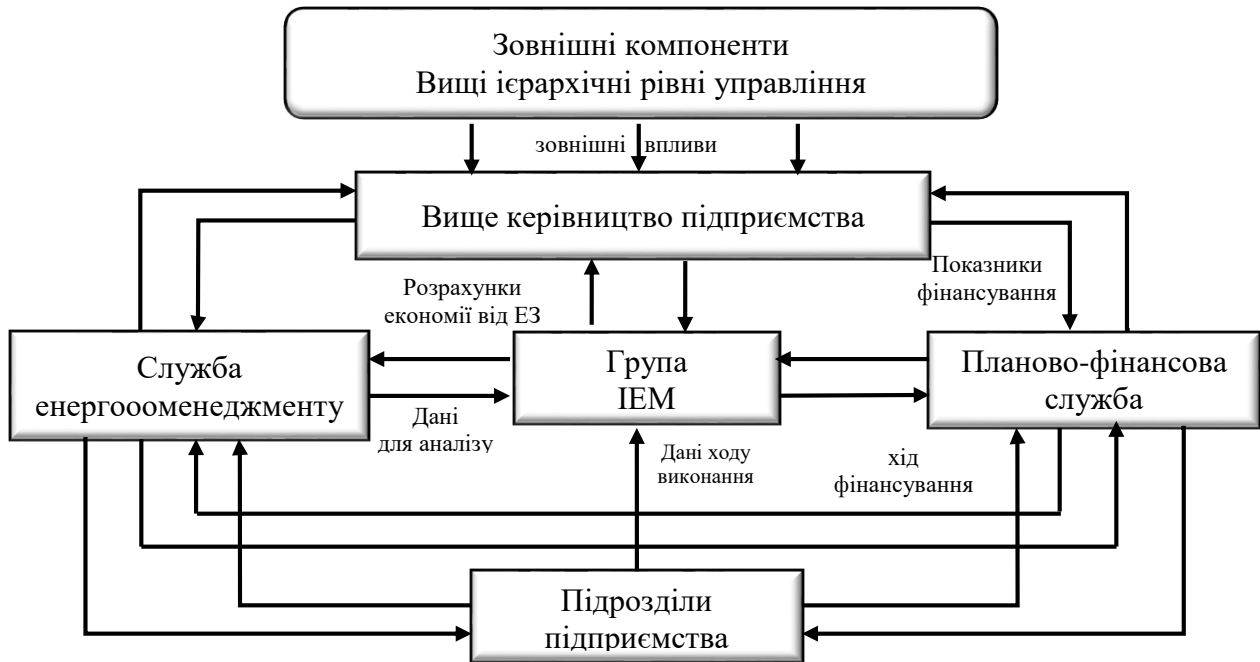 Зовнішні компоненти
Вищі ієрархічні рівні управління
зовнішні впливи
Вище керівництво підприємства
Розрахунки
економії від ЕЗ
Показники
фінансування
Служба
енергоооменеджменту
Група
ІЕМ
Планово-фінансова
служба
Дані
для аналізу
Дані ходу
виконання
хід
фінансування
Підрозділи
підприємства